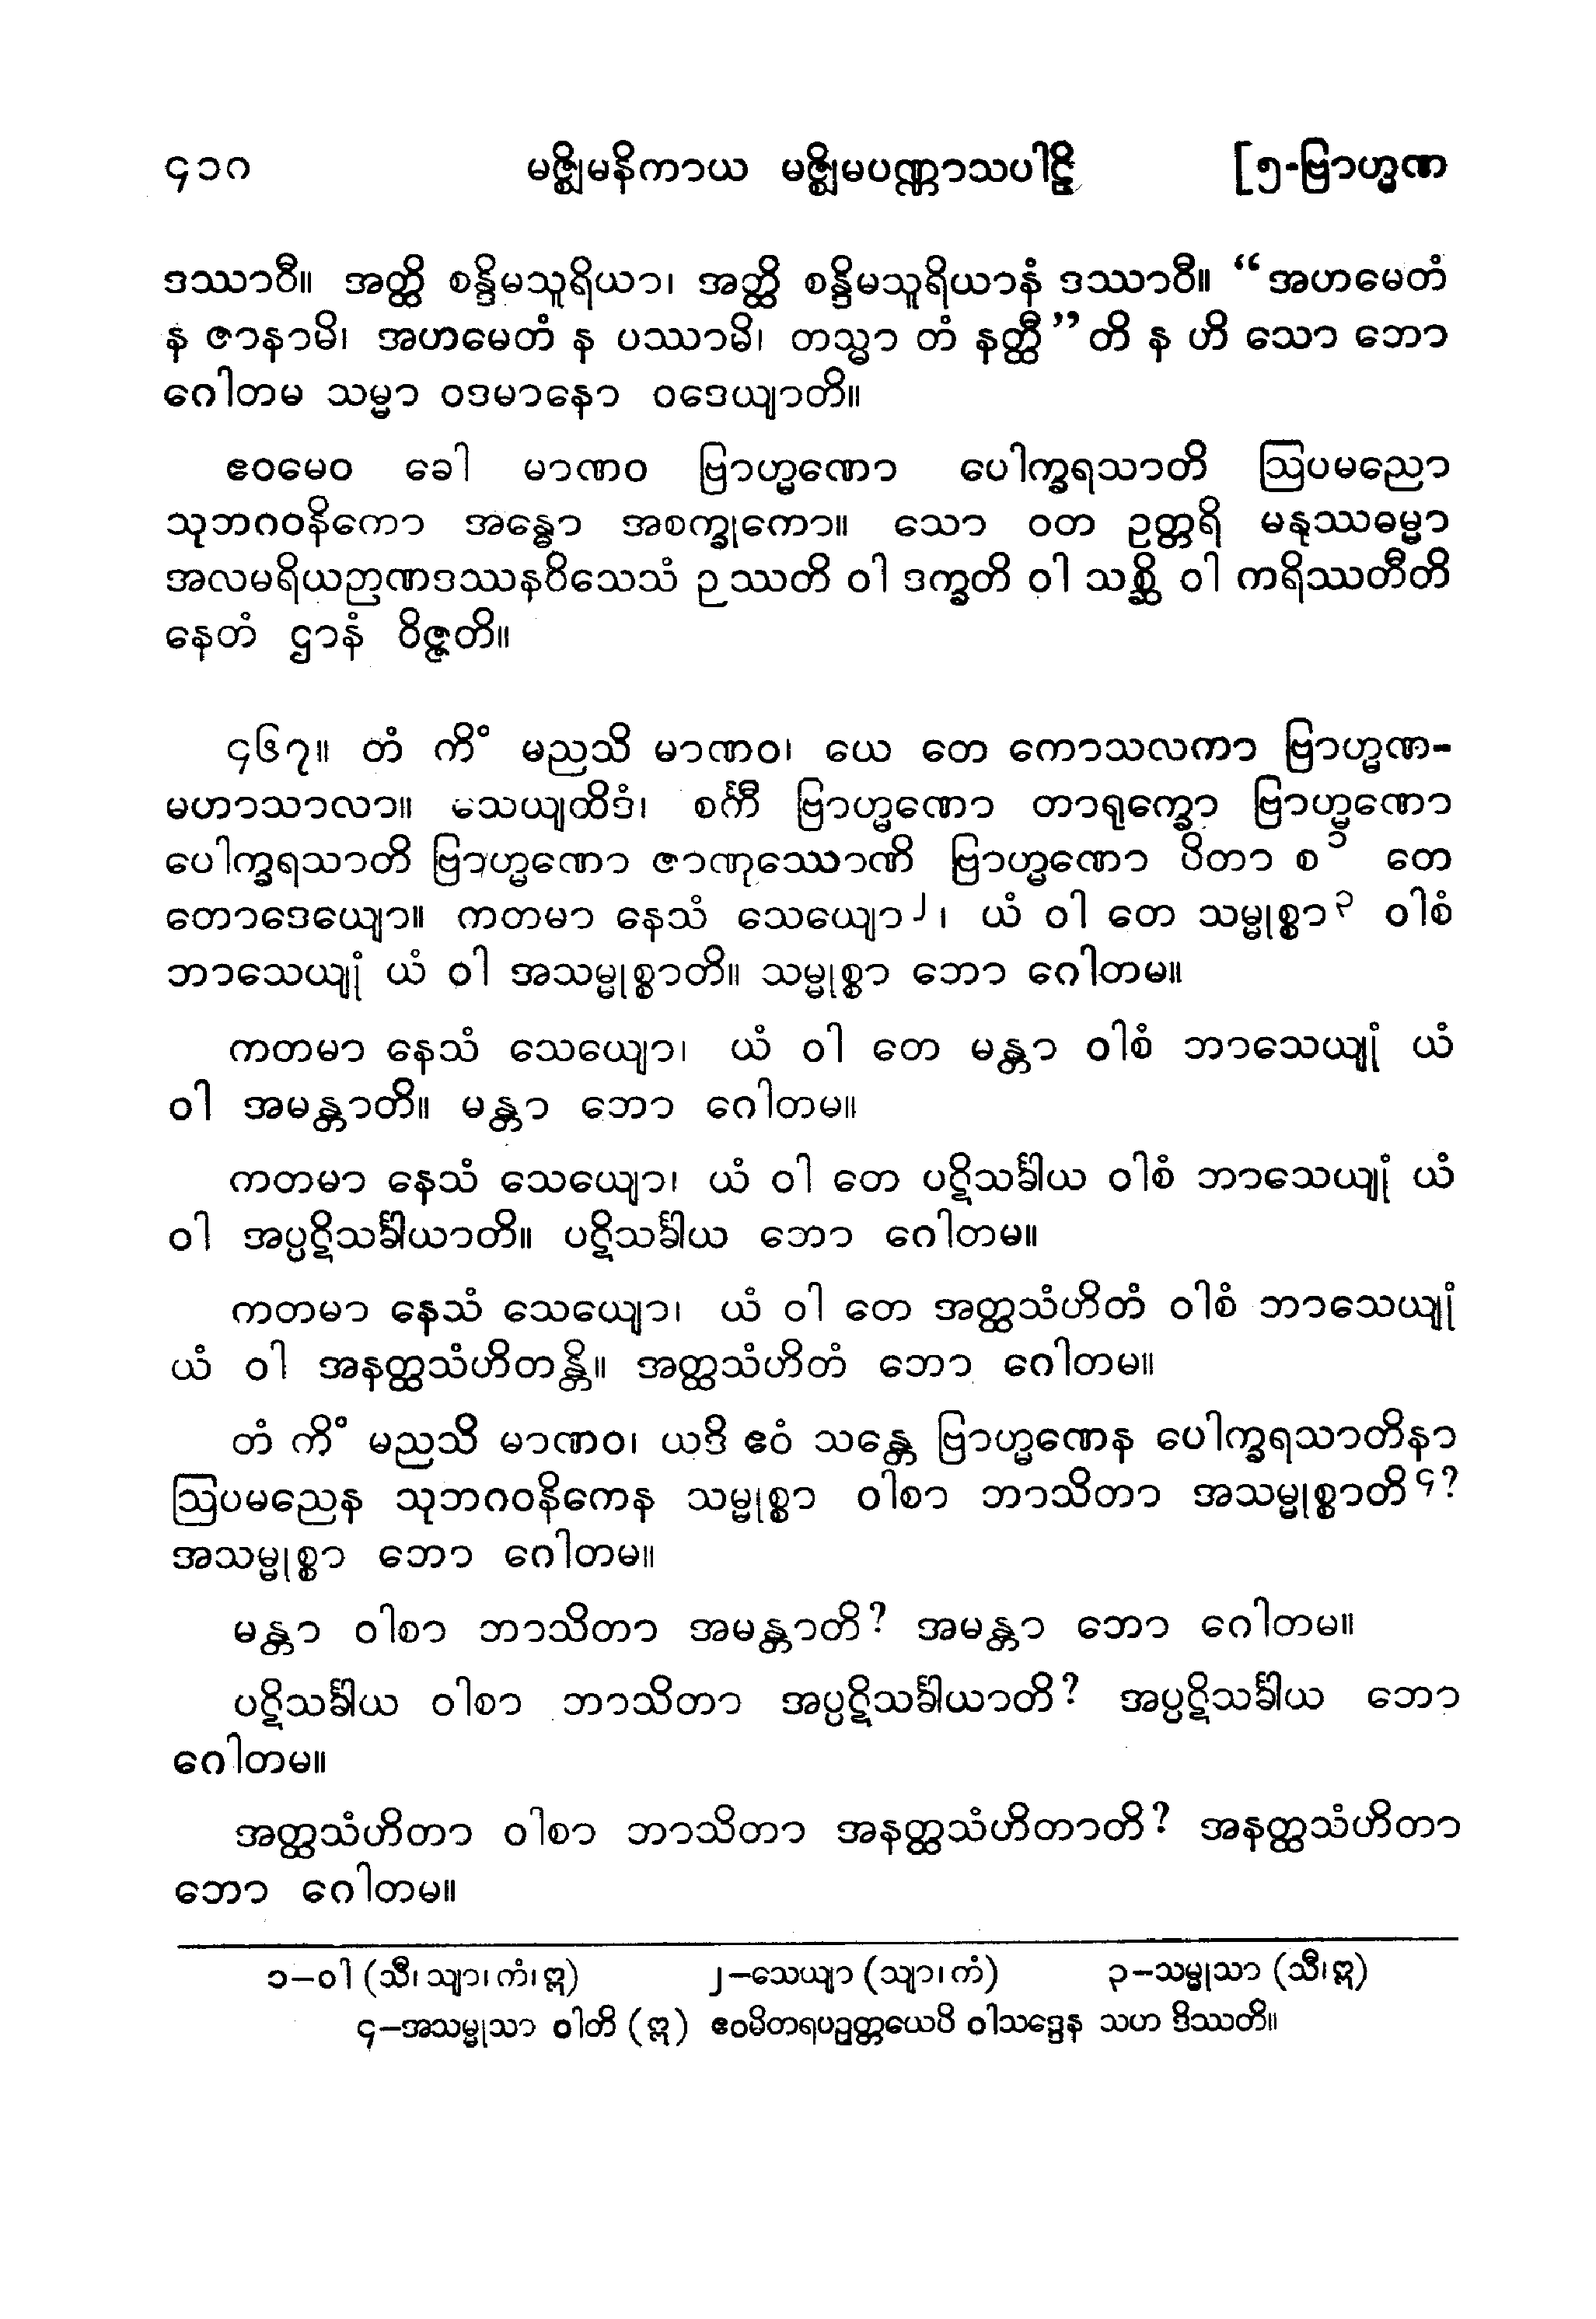 ၄၁၀ မဇ္ဈိမနိကာယ မဇ္ဈိမပဏ္ဏာသပါဠိ [၅-ဗြာဟ္မဏ
ဒဿာဝီ။ အတ္ထိ စန္ဒိမသူရိယာ၊ အတ္ထိ စန္ဒိမသူရိယာနံ ဒဿာဝီ။ “အဟမေတံ
န ဇာနာမိ၊ အဟမေတံ န ပဿာမိ၊ တသ္မာ တံ နတ္ထီ”တိ န ဟိ သော ဘော
ဂေါတမ သမ္မာ ဝဒမာနော ဝဒေယျာတိ။
ဧဝမေဝ ခေါ မာဏဝ ဗြာဟ္မဏော ပေါက္ခရသာတိ ဩပမညော
သုဘဂဝနိကော အန္ဓော အစက္ခုကော။ သော ဝတ ဥတ္တရိ မနုဿဓမ္မာ
အလမရိယဉာဏဒဿနဝိသေသံ ဉဿတိ ဝါ ဒက္ခတိ ဝါ သစ္ဆိ ဝါ ကရိဿတီတိ
နေတံ ဌာနံ ဝိဇ္ဇတိ။
၄၆၇။ တံ ကိံ မညသိ မာဏဝ၊ ယေ တေ ကောသလကာ ဗြာဟ္မဏ-
မဟာသာလာ။ သေယျထိဒံ၊ စင်္ကီ ဗြာဟ္မဏော တာရုက္ခော ဗြာဟ္မဏော
ပေါက္ခရသာတိ ဗြာဟ္မဏော ဇာဏုဿောဏိ ဗြာဟ္မဏော ပိတာ စ၁ တေ
တောဒေယျော။ ကတမာ နေသံ သေယျော၂၊ ယံ ဝါ တေ သမ္မုစ္စာ၃ ဝါစံ
ဘာသေယျုံ ယံ ဝါ အသမ္မုစ္စာတိ။ သမ္မုစ္စာ ဘော ဂေါတမ။
ကတမာ နေသံ သေယျော၊ ယံ ဝါ တေ မန္တာ ဝါစံ ဘာသေယျုံ ယံ
ဝါ အမန္တာတိ။ မန္တာ ဘော ဂေါတမ။
ကတမာ နေသံ သေယျော၊ ယံ ဝါ တေ ပဋိသင်္ခါယ ဝါစံ ဘာသေယျုံ ယံ
ဝါ အပ္ပဋိသင်္ခါယာတိ။ ပဋိသင်္ခါယ ဘော ဂေါတမ။
ကတမာ နေသံ သေယျော၊ ယံ ဝါ တေ အတ္ထသံဟိတံ ဝါစံ ဘာသေယျုံ
ယံ ဝါ အနတ္ထသံဟိတန္တိ။ အတ္ထသံဟိတံ ဘော ဂေါတမ။
တံ ကိံ မညသိ မာဏဝ၊ ယဒိ ဧဝံ သန္တေ ဗြာဟ္မဏေန ပေါက္ခရသာတိနာ
ဩပမညေန သုဘဂဝနိကေန သမ္မုစ္စာ ဝါစာ ဘာသိတာ အသမ္မုစ္စာတိ၄?
အသမ္မုစ္စာ ဘော ဂေါတမ။
မန္တာ ဝါစာ ဘာသိတာ အမန္တာတိ? အမန္တာ ဘော ဂေါတမ။
ပဋိသင်္ခါယ ဝါစာ ဘာသိတာ အပ္ပဋိသင်္ခါယာတိ? အပ္ပဋိသင်္ခါယ ဘော
ဂေါတမ။
အတ္ထသံဟိတာ ဝါစာ ဘာသိတာ အနတ္ထသံဟိတာတိ? အနတ္ထသံဟိတာ
ဘော ဂေါတမ။
၁–ဝါ (သီ၊ သျာ၊ ကံ၊ ဣ) ၂–သေယျာ (သျာ၊ ကံ) ၃–သမ္မုသာ (သီ၊ ဣ)
၄–အသမ္မုသာ ဝါတိ (ဣ) ဧဝမိတရပဥတ္တယေပိ ဝါသဒ္ဒေန သဟ ဒိဿတိ။